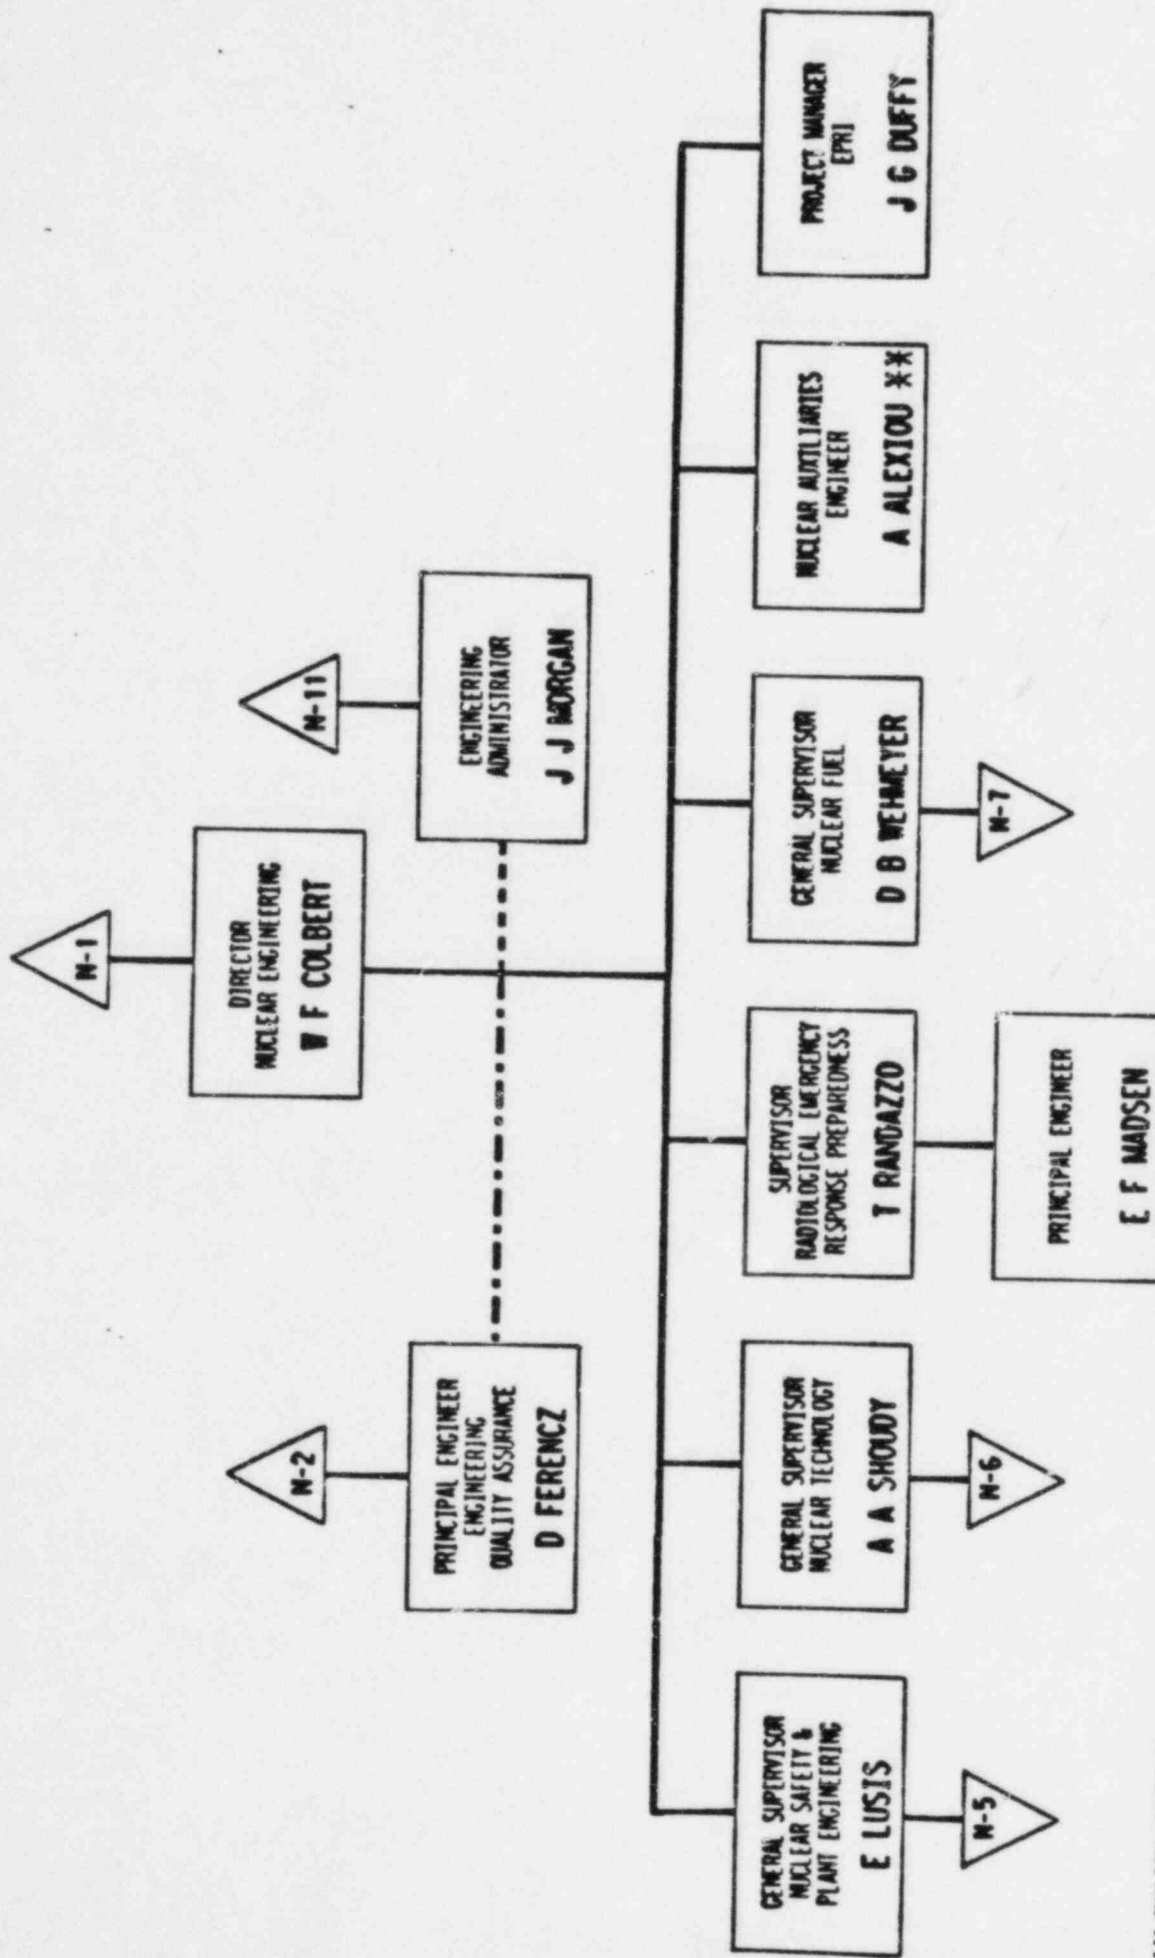 N-1
DIRECTOR
NUCLEAR ENGINEERING
W F COLBERT
N-2
PRINCIPAL ENGINEER
ENGINEERING
QUALITY ASSURANCE
D FERENCZ
N-11
ENGINEERING
ADMINISTRATOR
J J MORGAN
GENERAL SUPERVISOR
NUCLEAR SAFETY &
PLANT ENGINEERING
E LUSIS
N-5
GENERAL SUPERVISOR
NUCLEAR TECHNOLOGY
A A SHOUDY
N-6
SUPERVISOR
RADIOLOGICAL EMERGENCY
RESPONSE PREPAREDNESS
T RANDAZZO
PRINCIPAL ENGINEER
E F MADSEN
GENERAL SUPERVISOR
NUCLEAR FUEL
D B WEHMEYER
N-7
NUCLEAR AUXILIARIES
ENGINEER
A ALEXIOU **
PROJECT MANAGER
EPRI
J G DUFFY